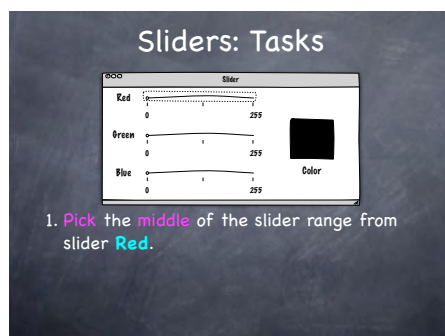 Sliders: Tasks
Slider
Red
0 255
Green
0 255
Blue
0 255
Color
1. Pick the middle of the slider range from
slider Red.